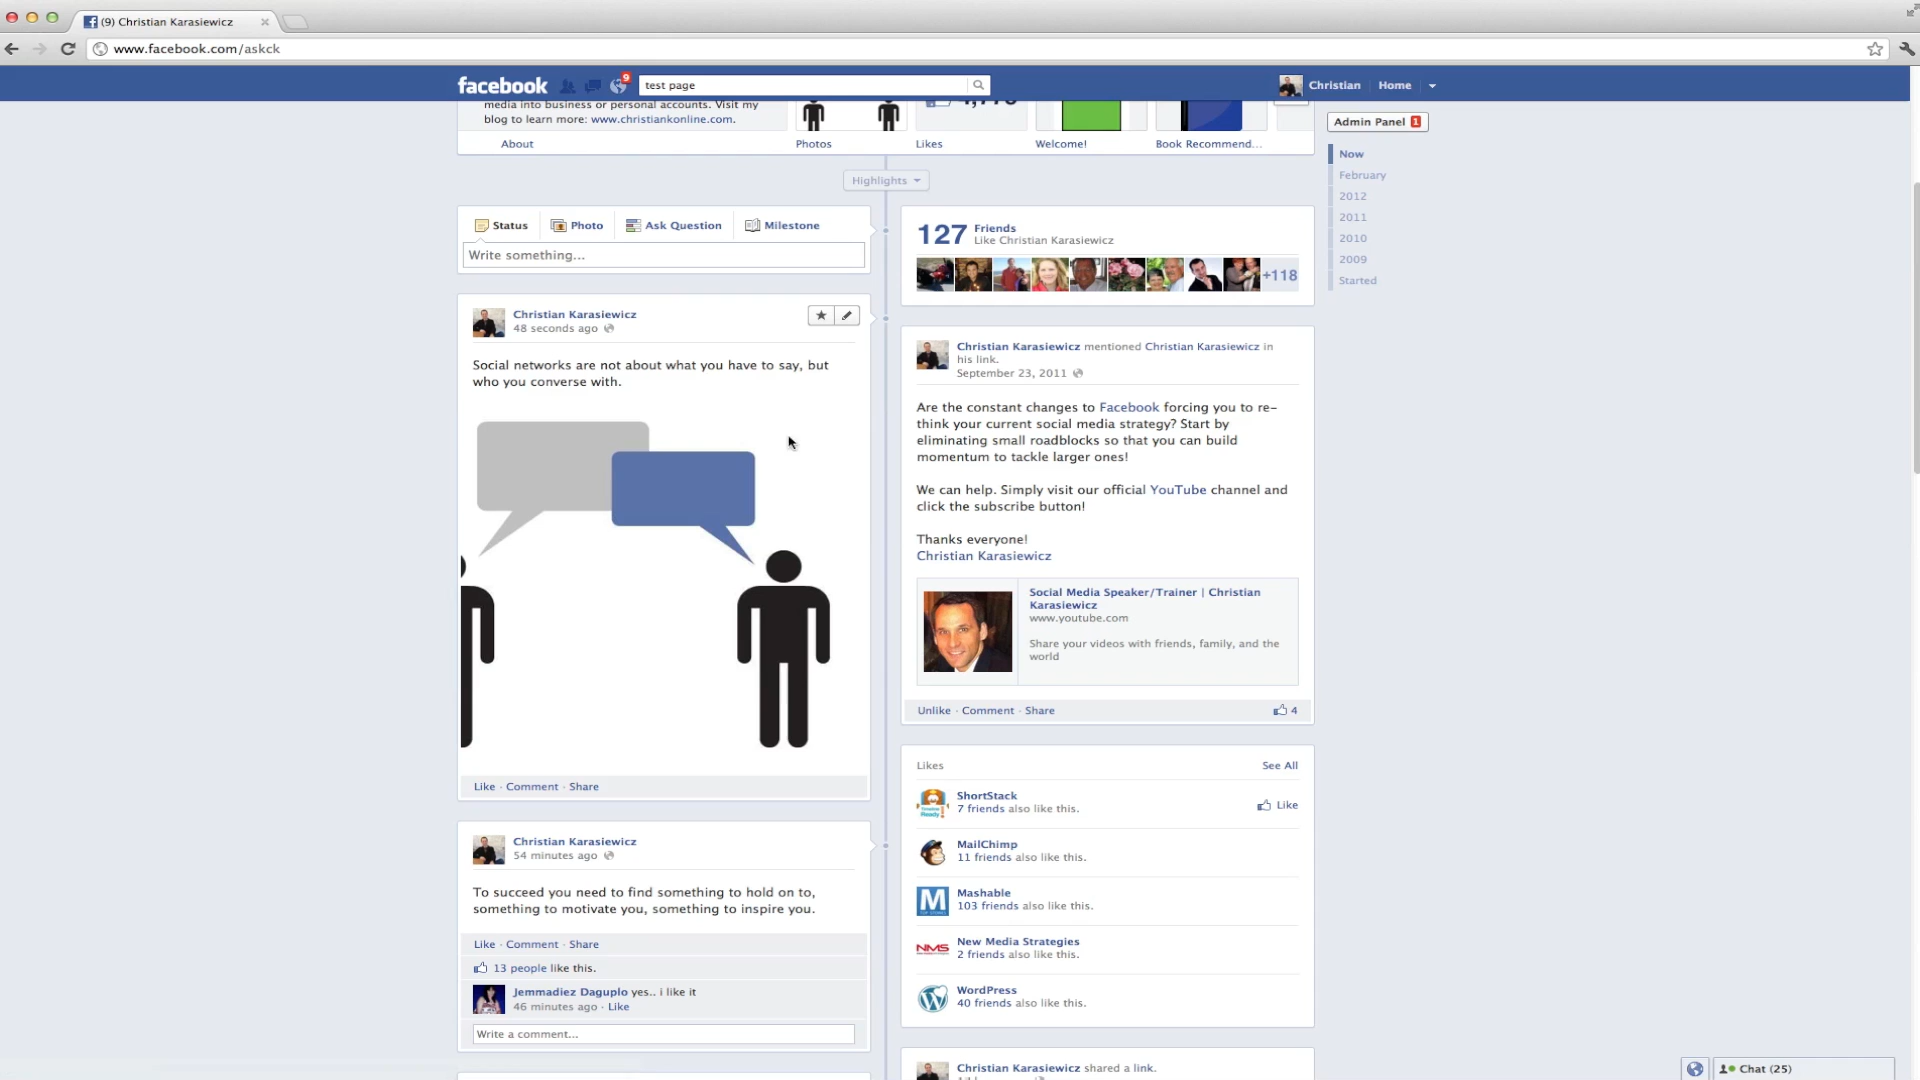 (9) Christian Karasiewicz
www.facebook.com/askck
facebook
9
test page
Christian
Home
media into business or personal accounts. Visit my
blog to learn more: www.christiankonline.com.
About
Photos
Likes
Welcome!
Book Recommend...
Admin Panel 1
Now
February
2012
2011
2010
2009
Started
Highlights
Status
Photo
Ask Question
Milestone
Write something...
Christian Karasiewicz
48 seconds ago
Social networks are not about what you have to say, but
who you converse with.
Like · Comment · Share
Christian Karasiewicz
54 minutes ago
To succeed you need to find something to hold on to,
something to motivate you, something to inspire you.
Like · Comment · Share
13 people like this.
Jemmadiez Daguplo yes.. i like it
46 minutes ago · Like
Write a comment...
127 Friends
Like Christian Karasiewicz
+118
Christian Karasiewicz mentioned Christian Karasiewicz in
his link.
September 23, 2011
Are the constant changes to Facebook forcing you to re-
think your current social media strategy? Start by
eliminating small roadblocks so that you can build
momentum to tackle larger ones!
We can help. Simply visit our official YouTube channel and
click the subscribe button!
Thanks everyone!
Christian Karasiewicz
Social Media Speaker/Trainer | Christian
Karasiewicz
www.youtube.com
Share your videos with friends, family, and the
world
Unlike · Comment · Share
4
Likes
See All
ShortStack
7 friends also like this.
Like
MailChimp
11 friends also like this.
M
Mashable
103 friends also like this.
NMS
New Media Strategies
2 friends also like this.
WordPress
40 friends also like this.
Christian Karasiewicz shared a link.
Chat (25)